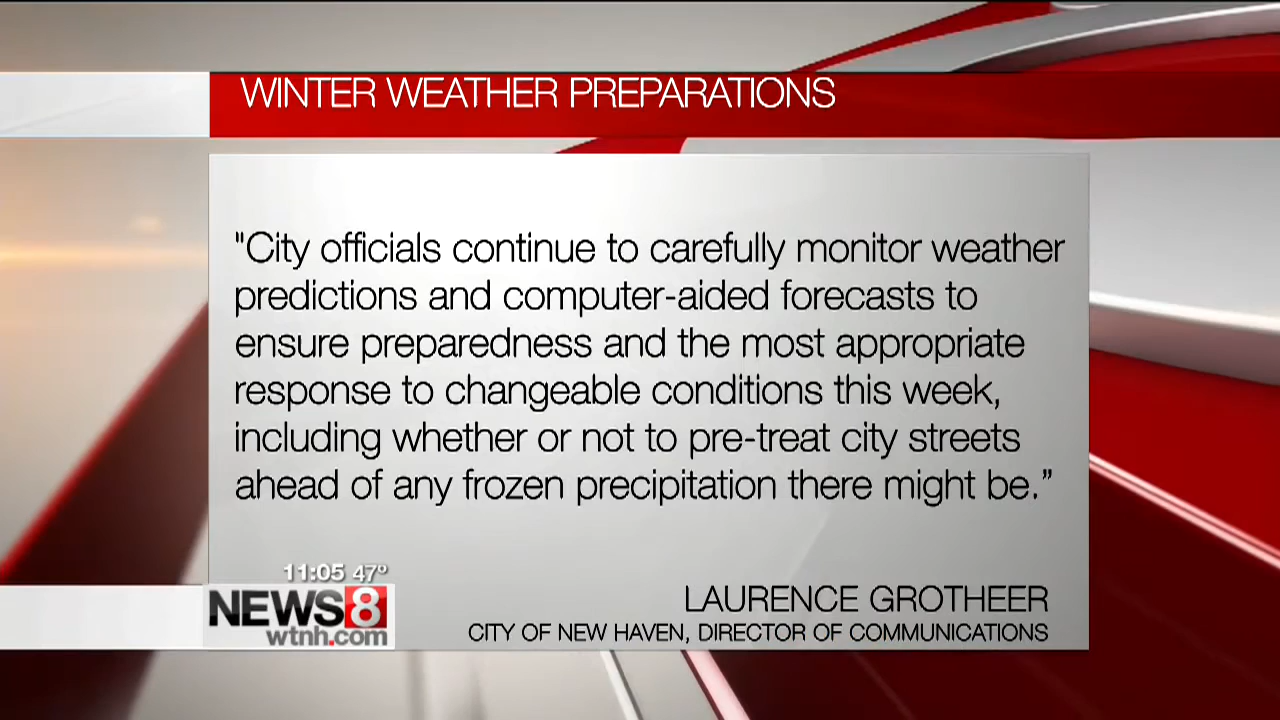 WINTER WEATHER PREPARATIONS
"City officials continue to carefully monitor weather
predictions and computer-aided forecasts to
ensure preparedness and the most appropriate
response to changeable conditions this week,
including whether or not to pre-treat city streets
ahead of any frozen precipitation there might be.”
11:05 47°
NEWS 8
wtnh.com
LAURENCE GROTHEER
CITY OF NEW HAVEN, DIRECTOR OF COMMUNICATIONS